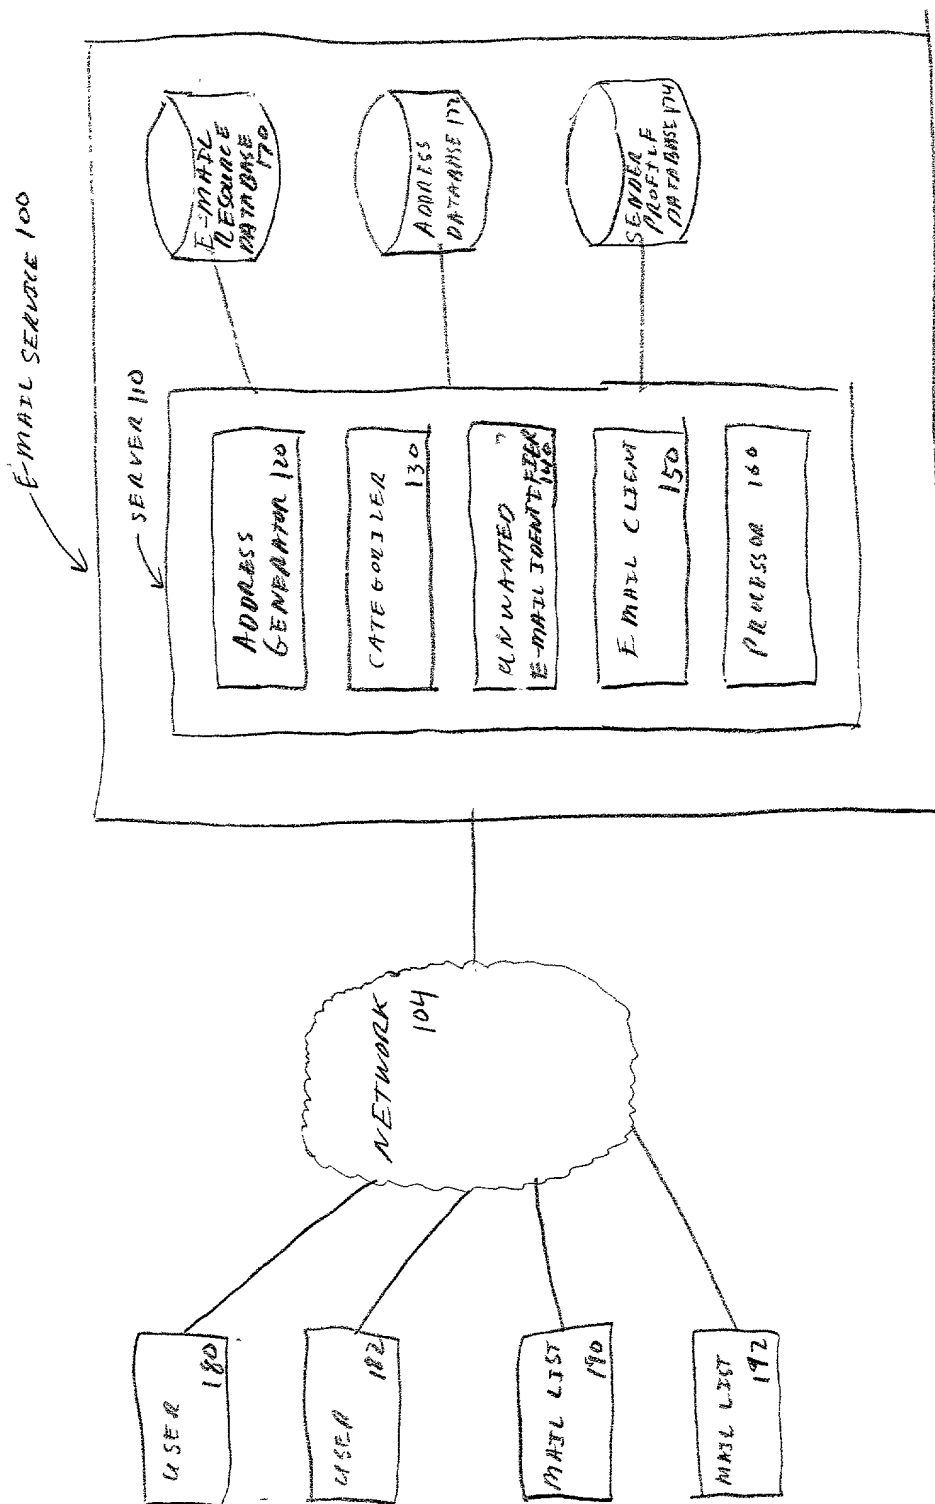 E-MAIL SERVICE 100
SERVER 110
E-MAIL
RESOURCE
DATABASE
170
ADDRESS
DATABASE 172
SENDER
PROFILE
DATABASE 174
ADDRESS
GENERATOR 120
CATEGORIZER
130
UNWANTED
E-MAIL IDENTIFIER
140
EMAIL CLIENT
150
PROCESSOR 160
NETWORK
104
USER
180
USER
182
MAIL LIST
190
MAIL LIST
192